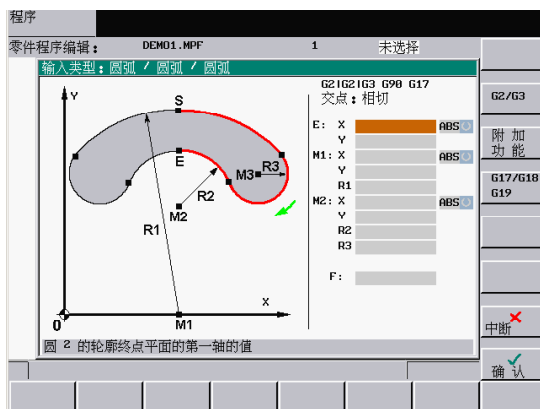 程序
零件程序编辑： DEMO1.MPF 1 未选择
输入类型：圆弧 / 圆弧 / 圆弧
G2|G2|G3 G90 G17
交点：相切
Y
S
E
M3
R3
R2
M2
R1
X
0
M1
E: X ABS
Y
M1: X ABS
Y
R1
M2: X ABS
Y
R2
R3
F:
圆 2 的轮廓终点平面的第一轴的值
G2/G3
附 加
功 能
G17/G18
G19
中断
确 认